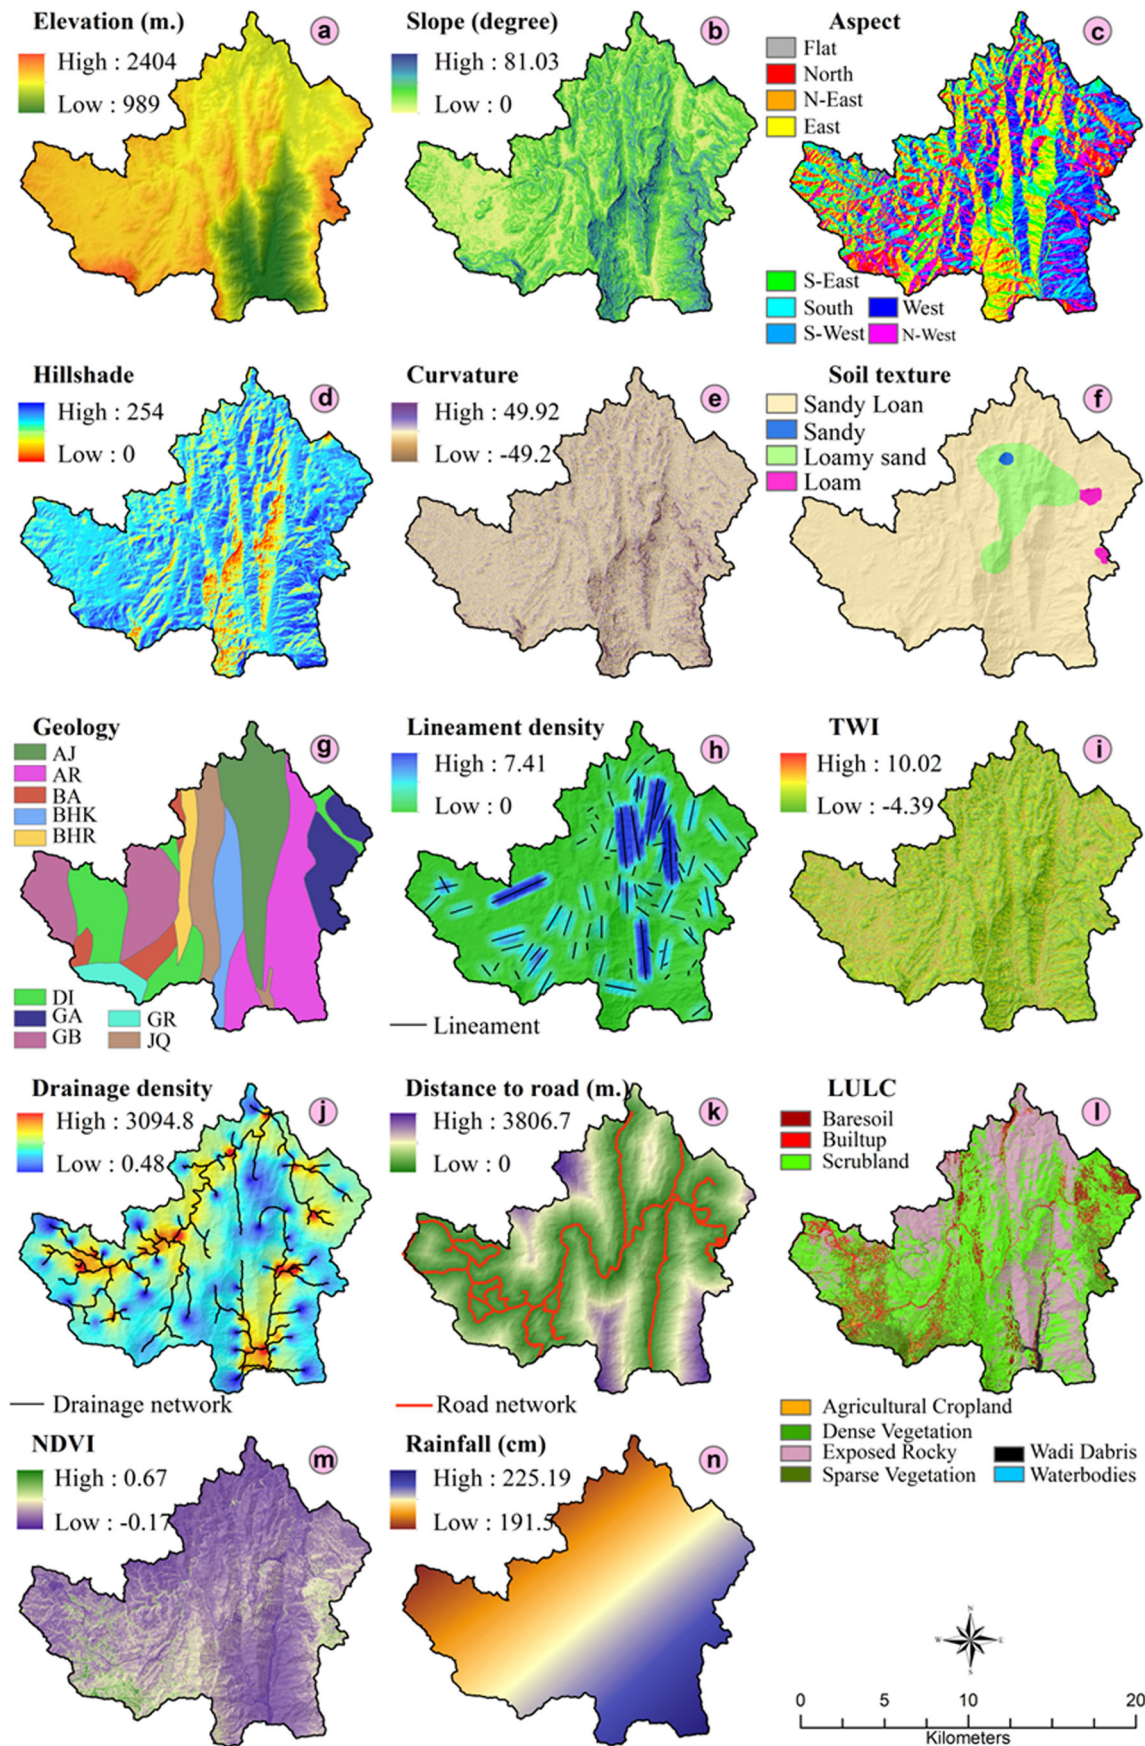 Elevation (m.)
a
High : 2404
Low : 989
Slope (degree)
b
High : 81.03
Low : 0
Aspect
c
Flat
North
N-East
East
S-East
South
West
S-West
N-West
Hillshade
d
High : 254
Low : 0
Curvature
e
High : 49.92
Low : -49.2
Soil texture
f
Sandy Loan
Sandy
Loamy sand
Loam
Geology
g
AJ
AR
BA
BHK
BHR
DI
GA
GR
GB
JQ
Lineament density
h
High : 7.41
Low : 0
Lineament
TWI
i
High : 10.02
Low : -4.39
Drainage density
j
High : 3094.8
Low : 0.48
Drainage network
Distance to road (m.)
k
High : 3806.7
Low : 0
Road network
LULC
l
Baresoil
Builtup
Scrubland
Agricultural Cropland
Dense Vegetation
Exposed Rocky
Wadi Dabris
Sparse Vegetation
Waterbodies
NDVI
m
High : 0.67
Low : -0.17
Rainfall (cm)
n
High : 225.19
Low : 191.5
N
W
E
S
0 5 10 20
Kilometers